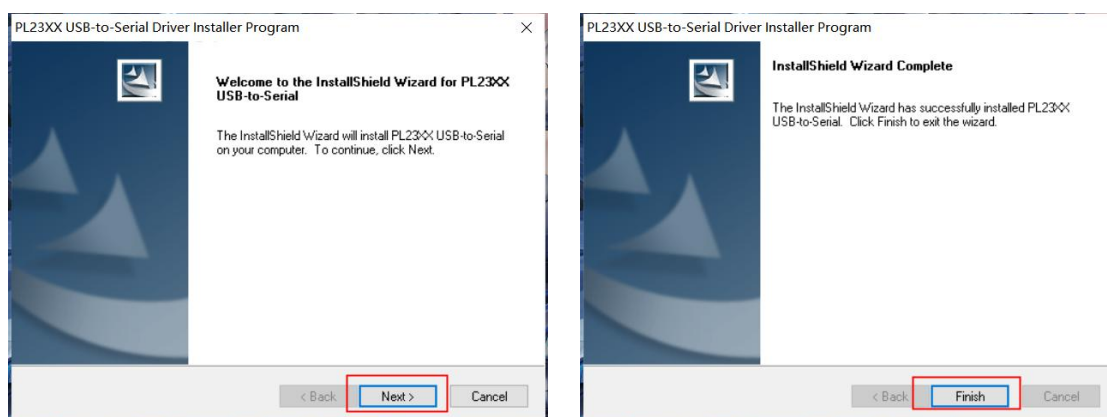 PL23XX USB-to-Serial Driver Installer Program
Welcome to the InstallShield Wizard for PL23XX
USB-to-Serial
The InstallShield Wizard will install PL23XX USB-to-Serial
on your computer. To continue, click Next.
< Back
Next >
Cancel
PL23XX USB-to-Serial Driver Installer Program
InstallShield Wizard Complete
The InstallShield Wizard has successfully installed PL23XX
USB-to-Serial. Click Finish to exit the wizard.
< Back
Finish
Cancel